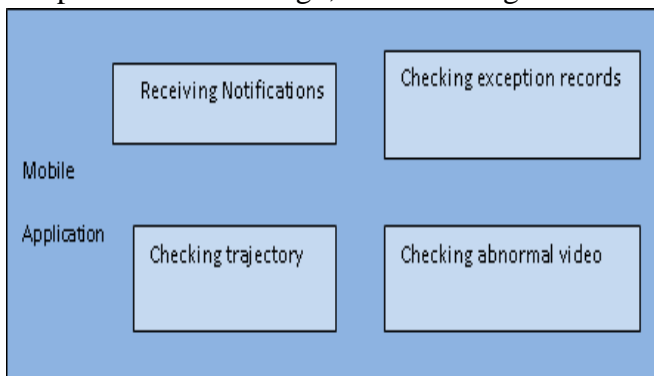 Receiving Notifications
Checking exception records
Mobile
Application
Checking trajectory
Checking abnormal video